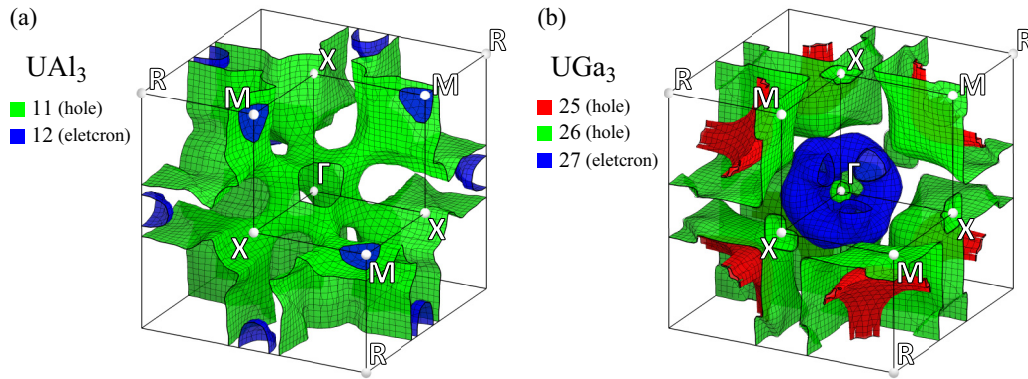 (a)
UAl3
11 (hole)
12 (eletcron)
R
X
R
M
M
Γ
X
X
M
R
(b)
UGa3
25 (hole)
26 (hole)
27 (eletcron)
R
X
R
M
M
Γ
X
X
M
R